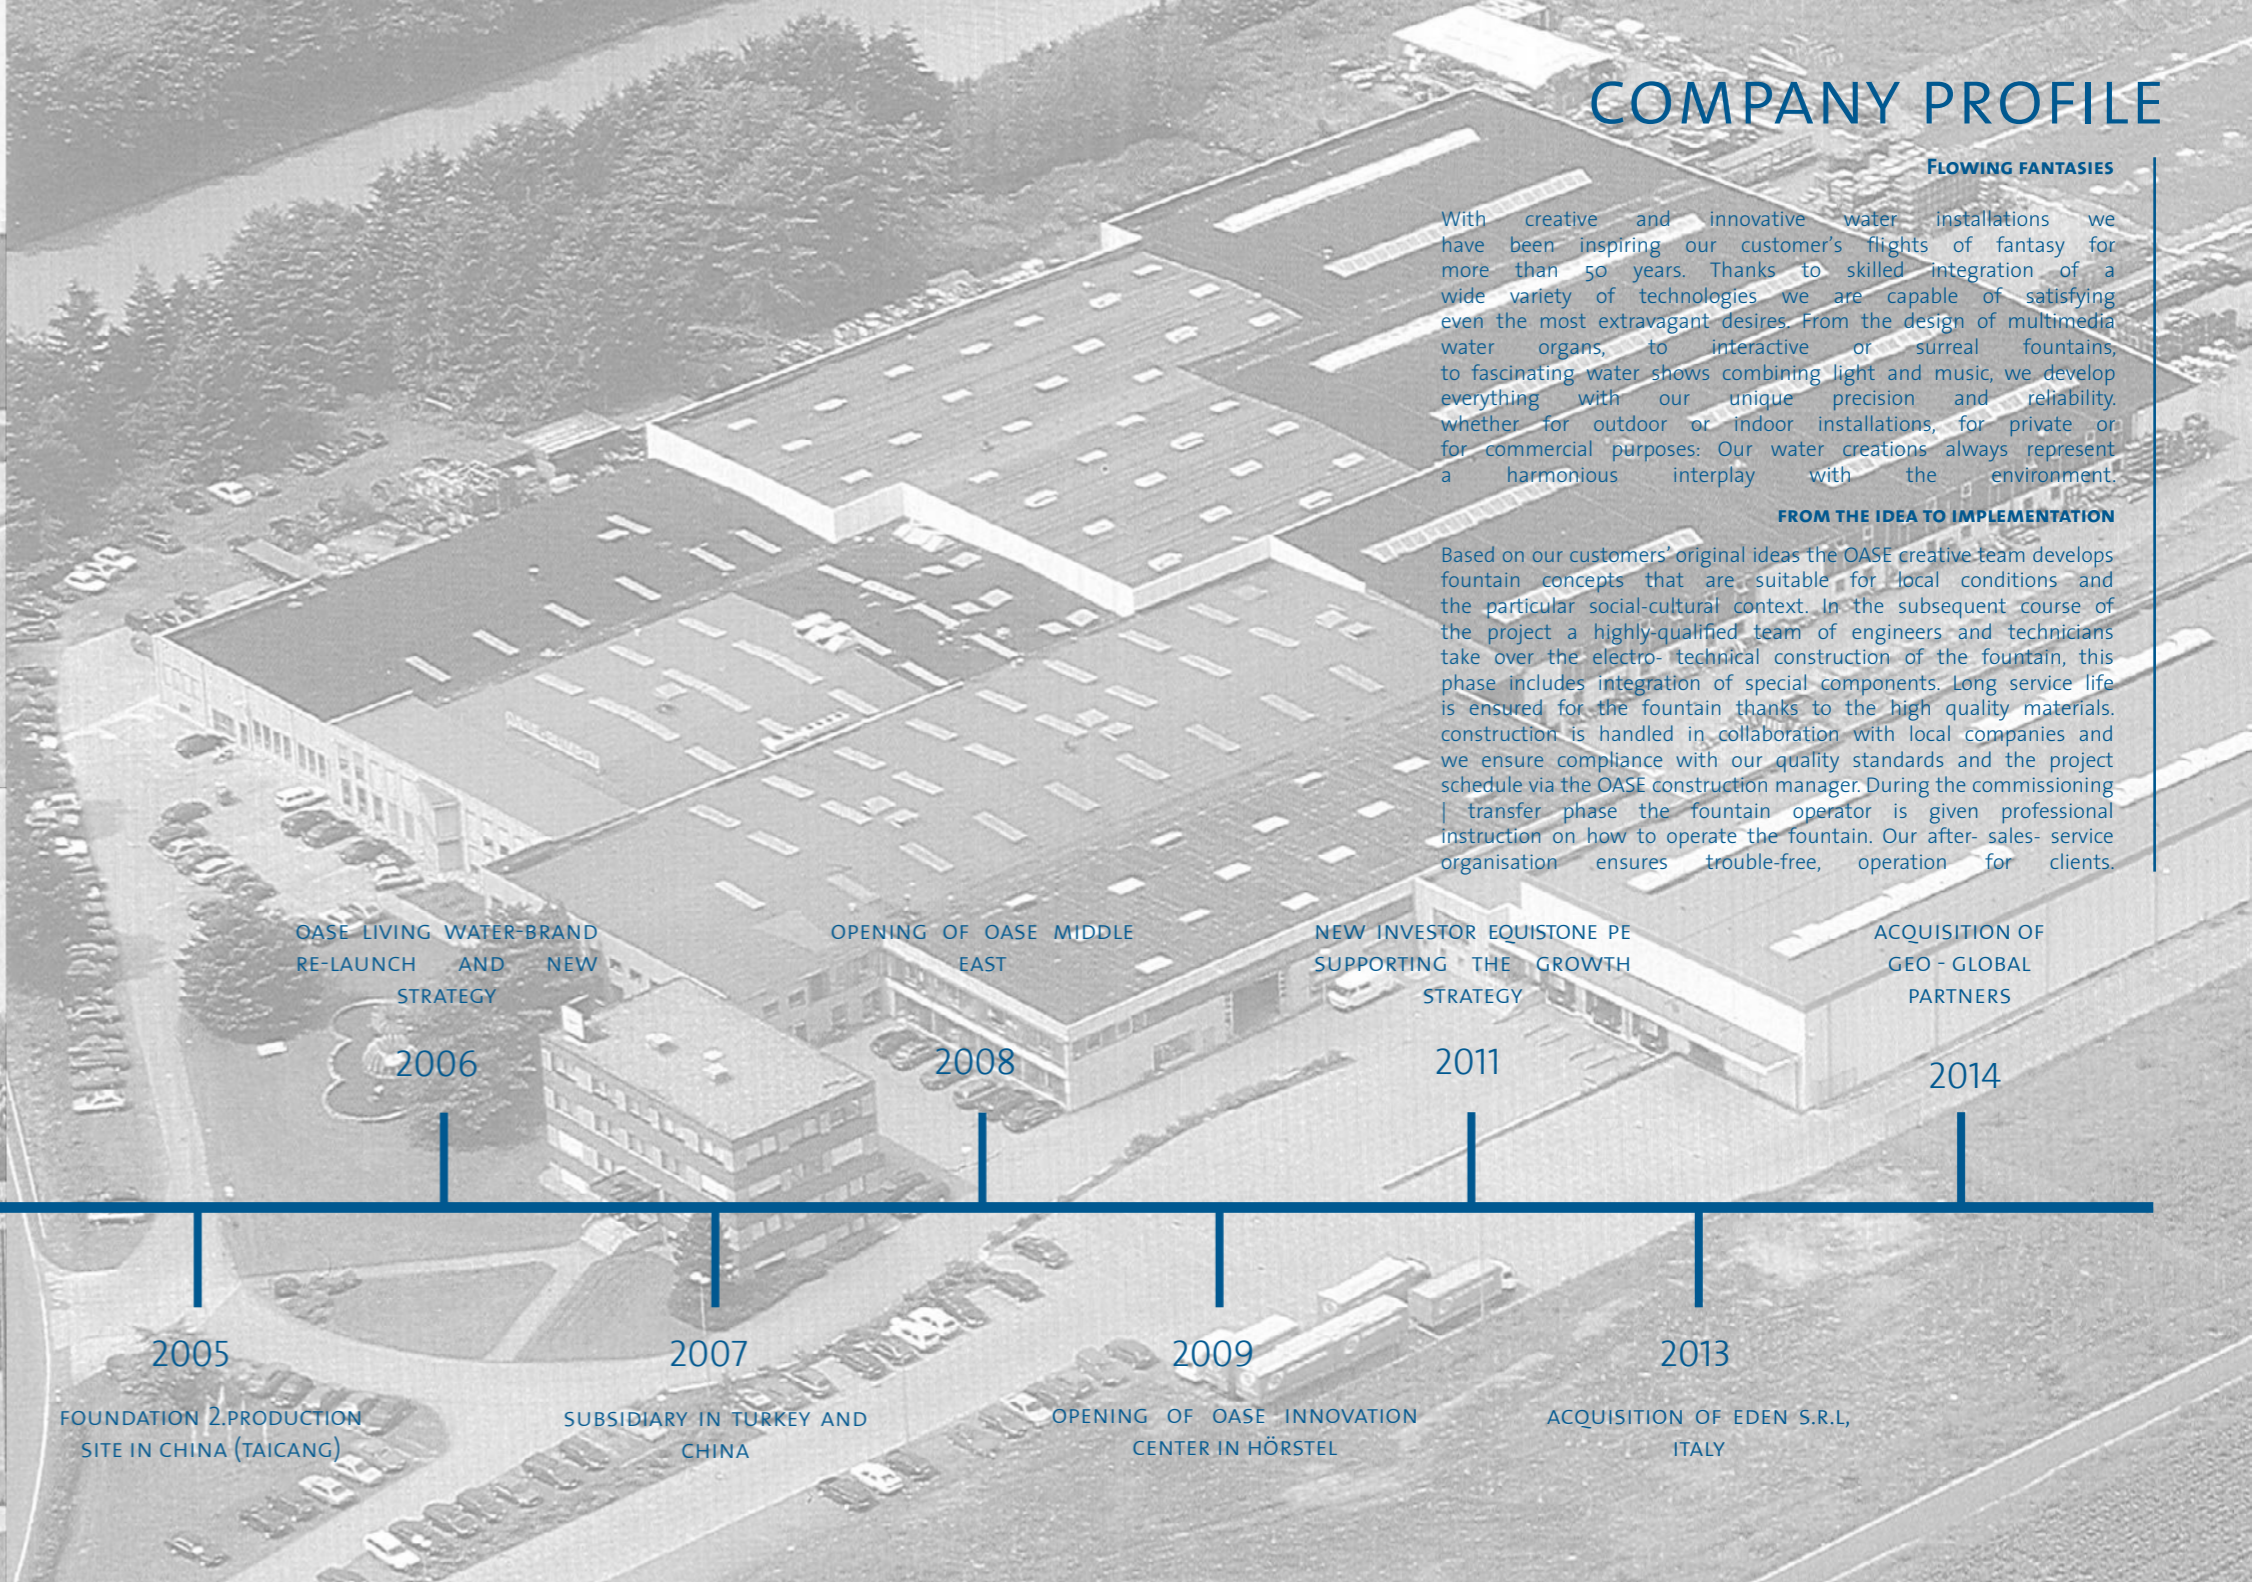 COMPANY PROFILE
Flowing fantasies
With creative and innovative water installations we
have been inspiring our customer's flights of fantasy for
more than 50 years. Thanks to skilled integration of a
wide variety of technologies we are capable of satisfying
even the most extravagant desires. From the design of multimedia
water organs, to interactive or surreal fountains,
to fascinating water shows combining light and music, we develop
everything with our unique precision and reliability.
whether for outdoor or indoor installations, for private or
for commercial purposes: Our water creations always represent
a harmonious interplay with the environment.
FROM THE IDEA TO IMPLEMENTATION
Based on our customers' original ideas the OASE creative team develops
fountain concepts that are suitable for local conditions and
the particular social-cultural context. In the subsequent course of
the project a highly-qualified team of engineers and technicians
take over the electro- technical construction of the fountain, this
phase includes integration of special components. Long service life
is ensured for the fountain thanks to the high quality materials.
construction is handled in collaboration with local companies and
we ensure compliance with our quality standards and the project
schedule via the OASE construction manager. During the commissioning
| transfer phase the fountain operator is given professional
instruction on how to operate the fountain. Our after- sales- service
organisation ensures trouble-free, operation for clients.
OASE LIVING WATER-BRAND
RE-LAUNCH AND NEW
STRATEGY
2006
OPENING OF OASE MIDDLE
EAST
2008
NEW INVESTOR EQUISTONE PE
SUPPORTING THE GROWTH
STRATEGY
2011
ACQUISITION OF
GEO - GLOBAL
PARTNERS
2014
2005
FOUNDATION 2.PRODUCTION
SITE IN CHINA (TAICANG)
2007
SUBSIDIARY IN TURKEY AND
CHINA
2009
OPENING OF OASE INNOVATION
CENTER IN HÖRSTEL
2013
ACQUISITION OF EDEN S.R.L,
ITALY